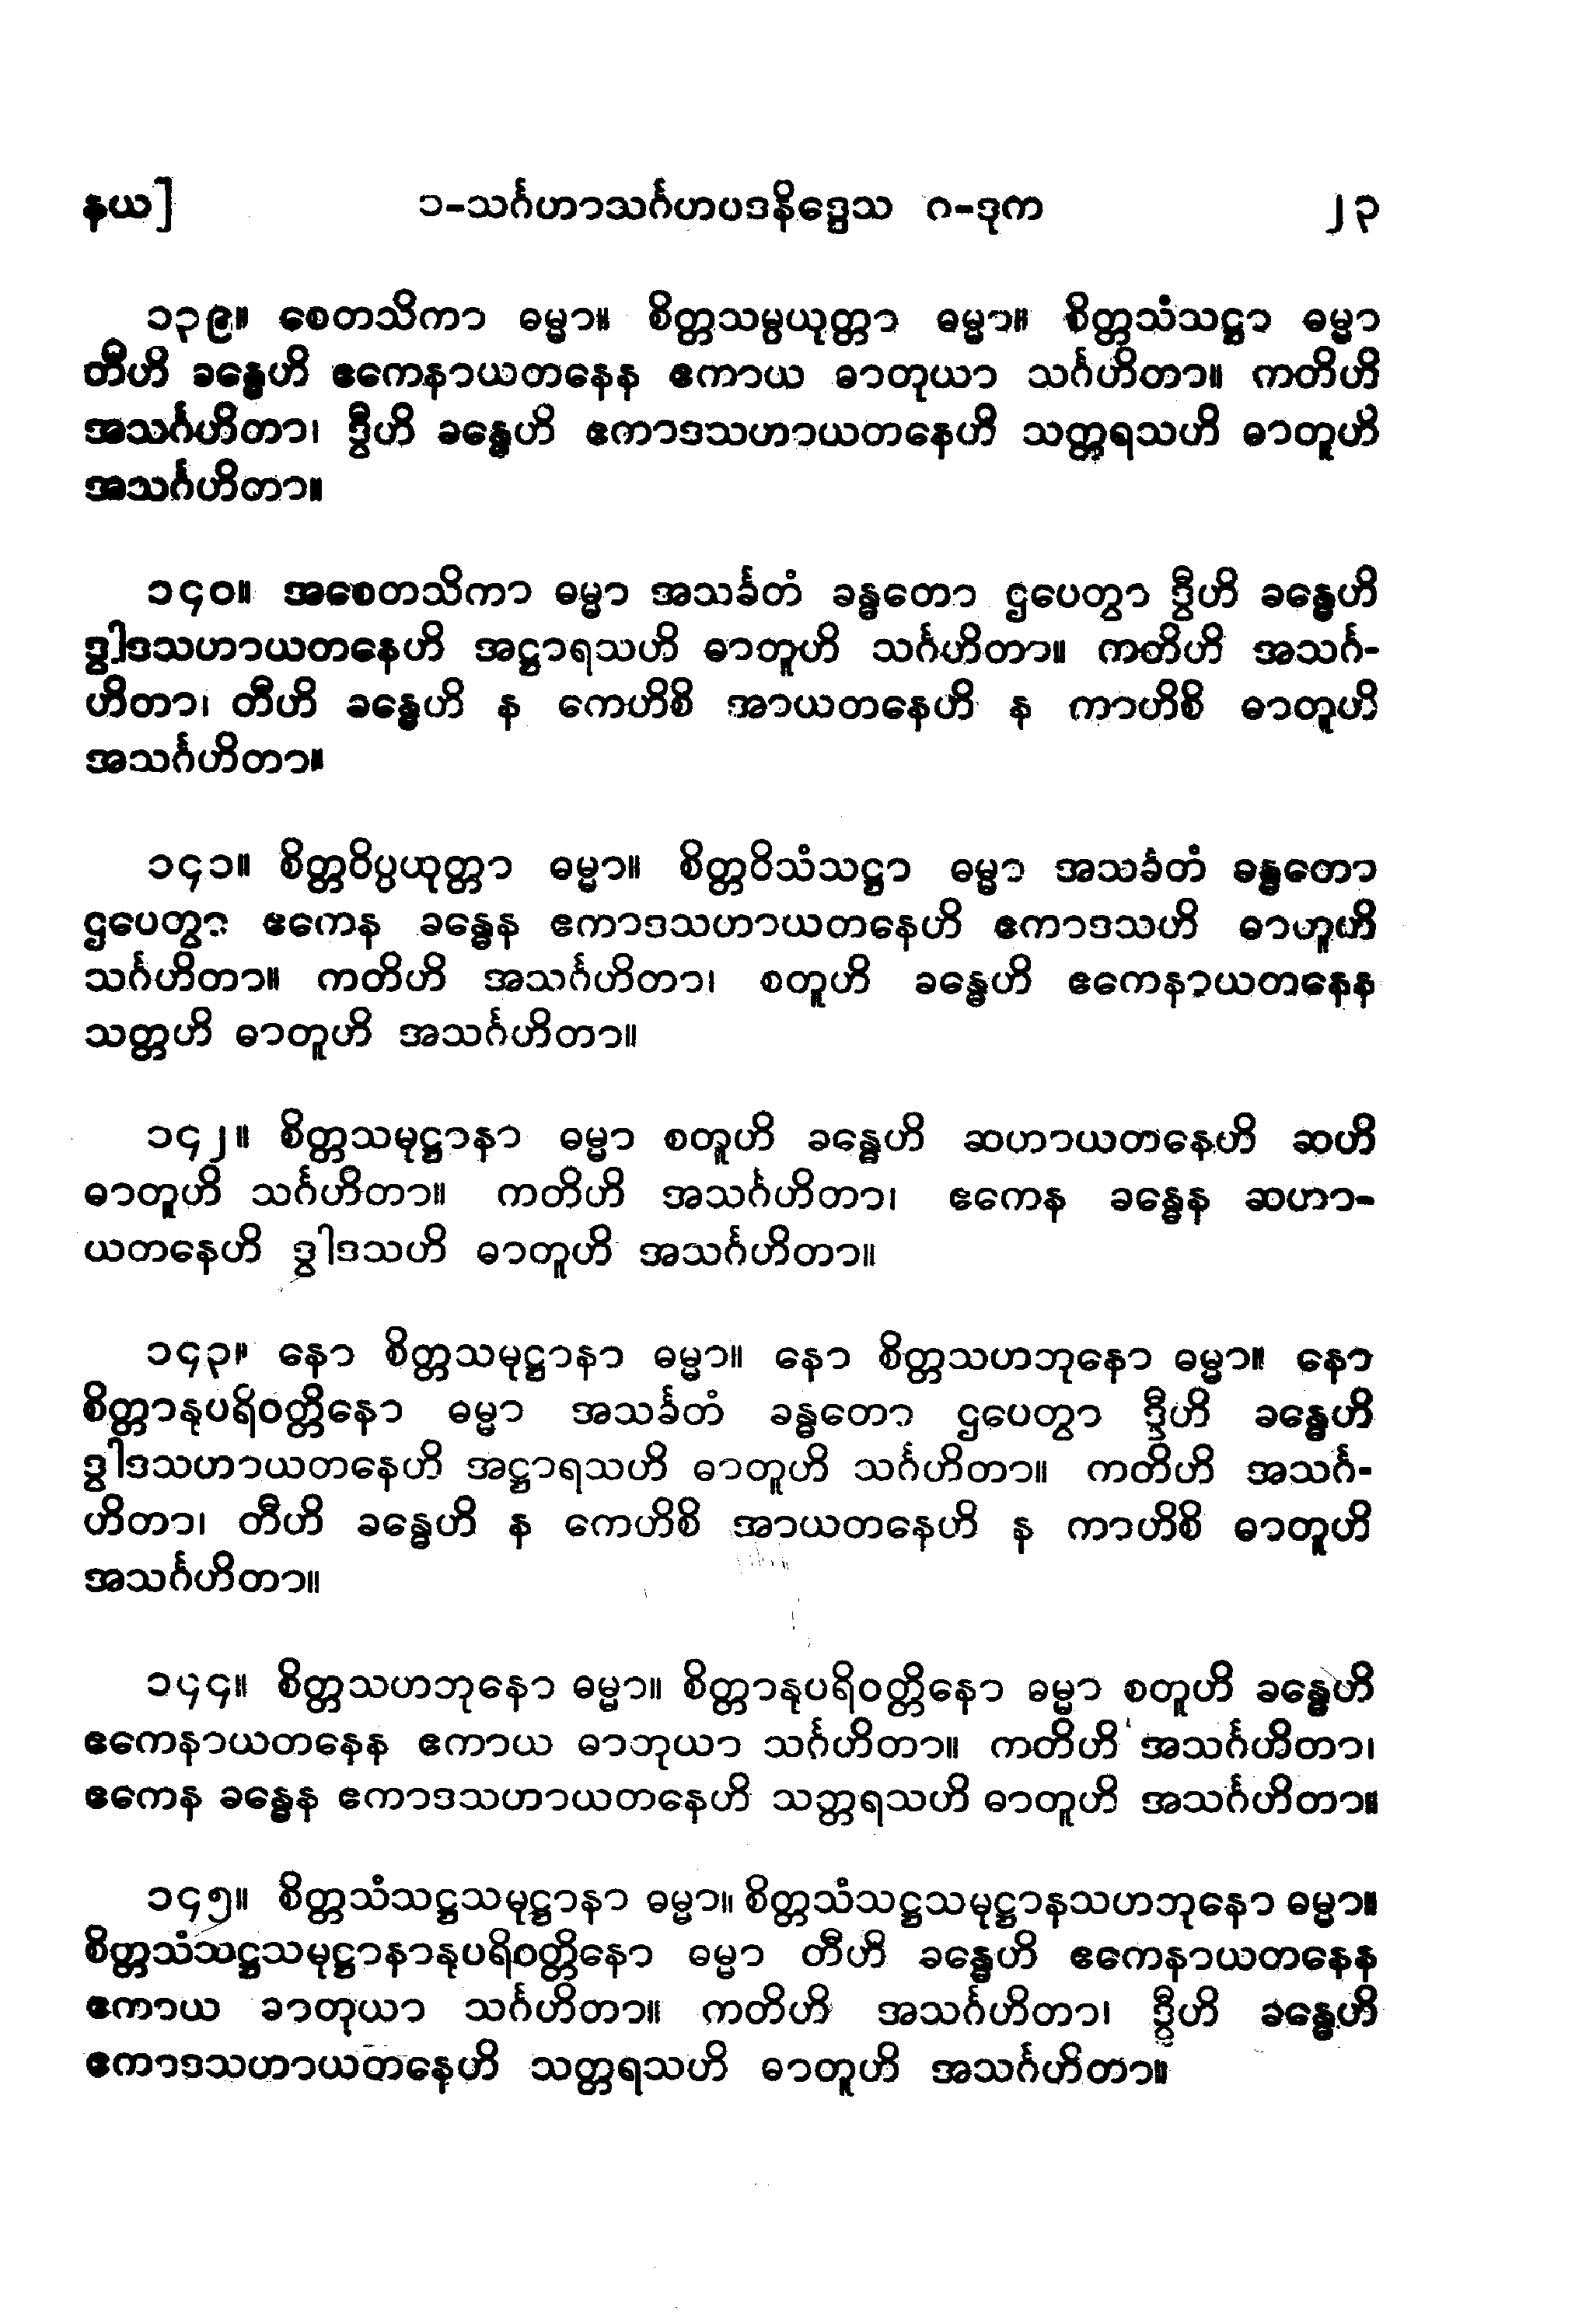 နယ]	၁-သင်္ဂဟာသင်္ဂဟပဒနိဒ္ဒေသ ဂ-ဒုက	၂၃
၁၃၉။ စေတသိကာ ဓမ္မာ။ စိတ္တသမ္ပယုတ္တာ ဓမ္မာ။ စိတ္တသံသဋ္ဌာ ဓမ္မာ
တီဟိ ခန္ဓေဟိ ဧကေနာယတနေန ဧကာယ ဓာတုယာ သင်္ဂဟိတာ။ ကတိဟိ
အသင်္ဂဟိတာ၊ ဒွီဟိ ခန္ဓေဟိ ဧကာဒသဟာယတနေဟိ သတ္တရသဟိ ဓာတူဟိ
အသင်္ဂဟိတာ။
၁၄၀။ အစေတသိကာ ဓမ္မာ အသင်္ခတံ ခန္ဓတော ဌပေတွာ ဒွီဟိ ခန္ဓေဟိ
ဒွါဒသဟာယတနေဟိ အဋ္ဌာရသဟိ ဓာတူဟိ သင်္ဂဟိတာ။ ကတိဟိ အသင်္ဂ-
ဟိတာ၊ တီဟိ ခန္ဓေဟိ န ကေဟိစိ အာယတနေဟိ န ကာဟိစိ ဓာတူဟိ
အသင်္ဂဟိတာ။
၁၄၁။ စိတ္တဝိပ္ပယုတ္တာ ဓမ္မာ။ စိတ္တဝိသံသဋ္ဌာ ဓမ္မာ အသင်္ခတံ ခန္ဓတော
ဌပေတွာ ဧကေန ခန္ဓေန ဧကာဒသဟာယတနေဟိ ဧကာဒသဟိ ဓာဟူဟိ
သင်္ဂဟိတာ။ ကတိဟိ အသင်္ဂဟိတာ၊ စတူဟိ ခန္ဓေဟိ ဧကေနာယတနေန
သတ္တဟိ ဓာတူဟိ အသင်္ဂဟိတာ။
၁၄၂။ စိတ္တသမုဋ္ဌာနာ ဓမ္မာ စတူဟိ ခန္ဓေဟိ ဆဟာယတနေဟိ ဆဟိ
ဓာတူဟိ သင်္ဂဟိတာ။ ကတိဟိ အသင်္ဂဟိတာ၊ ဧကေန ခန္ဓေန ဆဟာ-
ယတနေဟိ ဒွါဒသဟိ ဓာတူဟိ အသင်္ဂဟိတာ။
၁၄၃။ နော စိတ္တသမုဋ္ဌာနာ ဓမ္မာ။ နော စိတ္တသဟဘုနော ဓမ္မာ။ နော
စိတ္တာနုပရိဝတ္တိနော ဓမ္မာ အသင်္ခတံ ခန္ဓတော ဌပေတွာ ဒွီဟိ ခန္ဓေဟိ
ဒွါဒသဟာယတနေဟိ အဋ္ဌာရသဟိ ဓာတူဟိ သင်္ဂဟိတာ။ ကတိဟိ အသင်္ဂ-
ဟိတာ၊ တီဟိ ခန္ဓေဟိ န ကေဟိစိ အာယတနေဟိ န ကာဟိစိ ဓာတူဟိ
အသင်္ဂဟိတာ။
၁၄၄။ စိတ္တသဟဘုနော ဓမ္မာ။ စိတ္တာနုပရိဝတ္တိနော ဓမ္မာ စတူဟိ ခန္ဓေဟိ
ဧကေနာယတနေန ဧကာယ ဓာဘုယာ သင်္ဂဟိတာ။ ကတိဟိ အသင်္ဂဟိတာ၊
ဧကေန ခန္ဓေန ဧကာဒသဟာယတနေဟိ သတ္တရသဟိ ဓာတူဟိ အသင်္ဂဟိတာ။
၁၄၅။ စိတ္တသံသဋ္ဌသမုဋ္ဌာနာ ဓမ္မာ။ စိတ္တသံသဋ္ဌသမုဋ္ဌာနသဟဘုနော ဓမ္မာ။
စိတ္တသံသဋ္ဌသမုဋ္ဌာနာနုပရိဝတ္တိနော ဓမ္မာ တီဟိ ခန္ဓေဟိ ဧကေနာယတနေန
ဧကာယ ခာတုယာ သင်္ဂဟိတာ။ ကတိဟိ အသင်္ဂဟိတာ၊ ဒွီဟိ ခန္ဓေဟိ
ဧကာဒသဟာယတနေဟိ သတ္တရသဟိ ဓာတူဟိ အသင်္ဂဟိတာ။